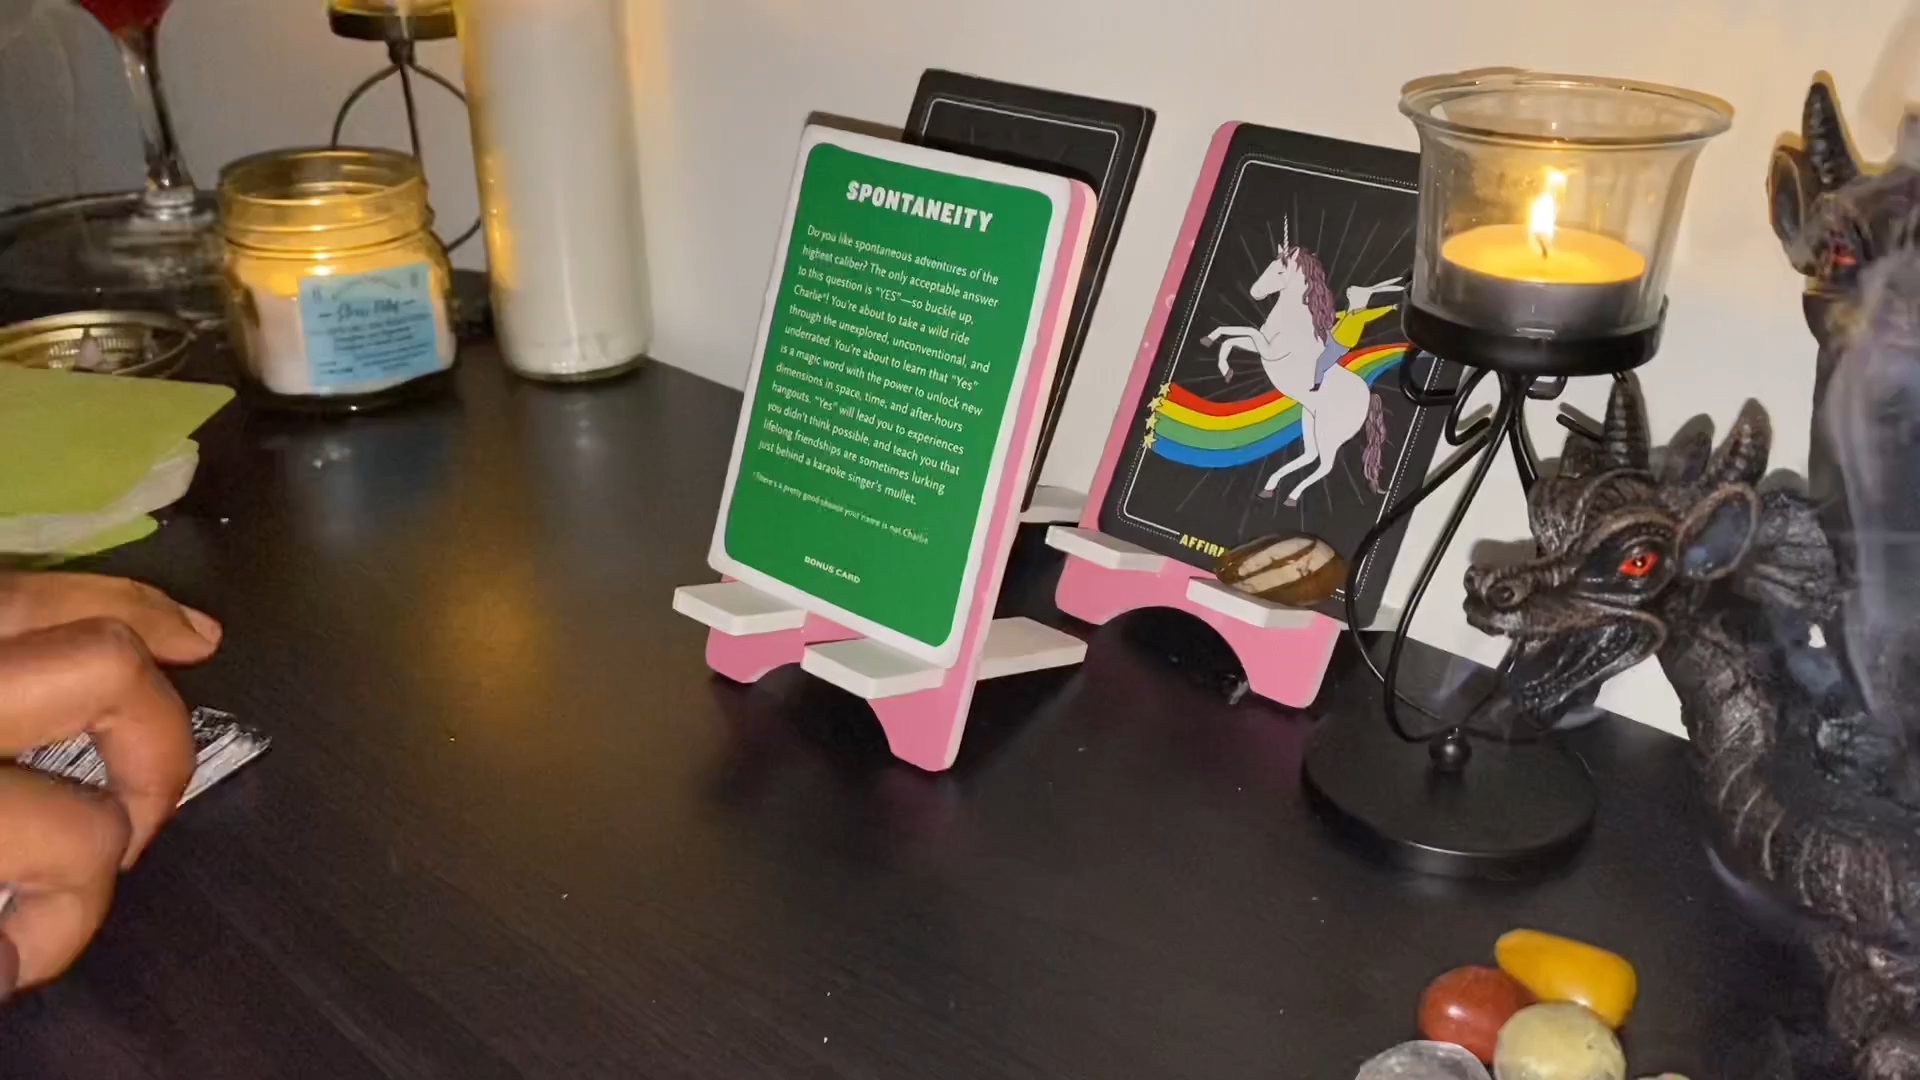 SPONTANEITY
Do you like spontaneous adventures of the
highest caliber? The only acceptable answer
to this question is "YES"—so buckle up,
Charlie*! You're about to take a wild ride
through the unexplored, unconventional, and
underrated. You're about to learn that "Yes"
is a magic word with the power to unlock new
dimensions in space, time, and after-hours
hangouts. "Yes" will lead you to experiences
you didn't think possible, and teach you that
lifelong friendships are sometimes lurking
just behind a karaoke singer's mullet.
*There's a pretty good chance your name is not Charlie
BONUS CARD
Stress Relief